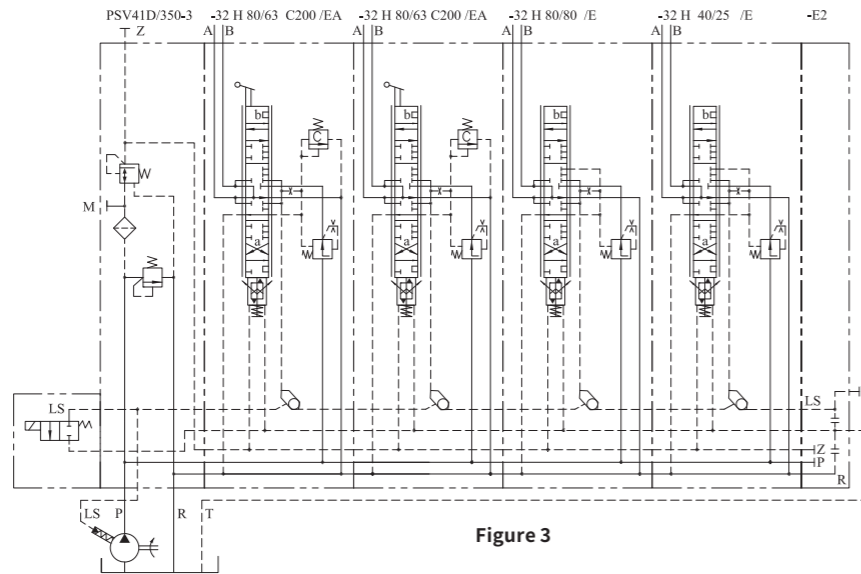 PSV41D/350-3 -32 H 80/63 C200 /EA -32 H 80/63 C200 /EA -32 H 80/80 /E -32 H 40/25 /E -E2
Z A B A B A B A B
b b b b
C C
W
M
a a a a
L L L L
LS LS
Z
P
R
LS P R T
Figure 3